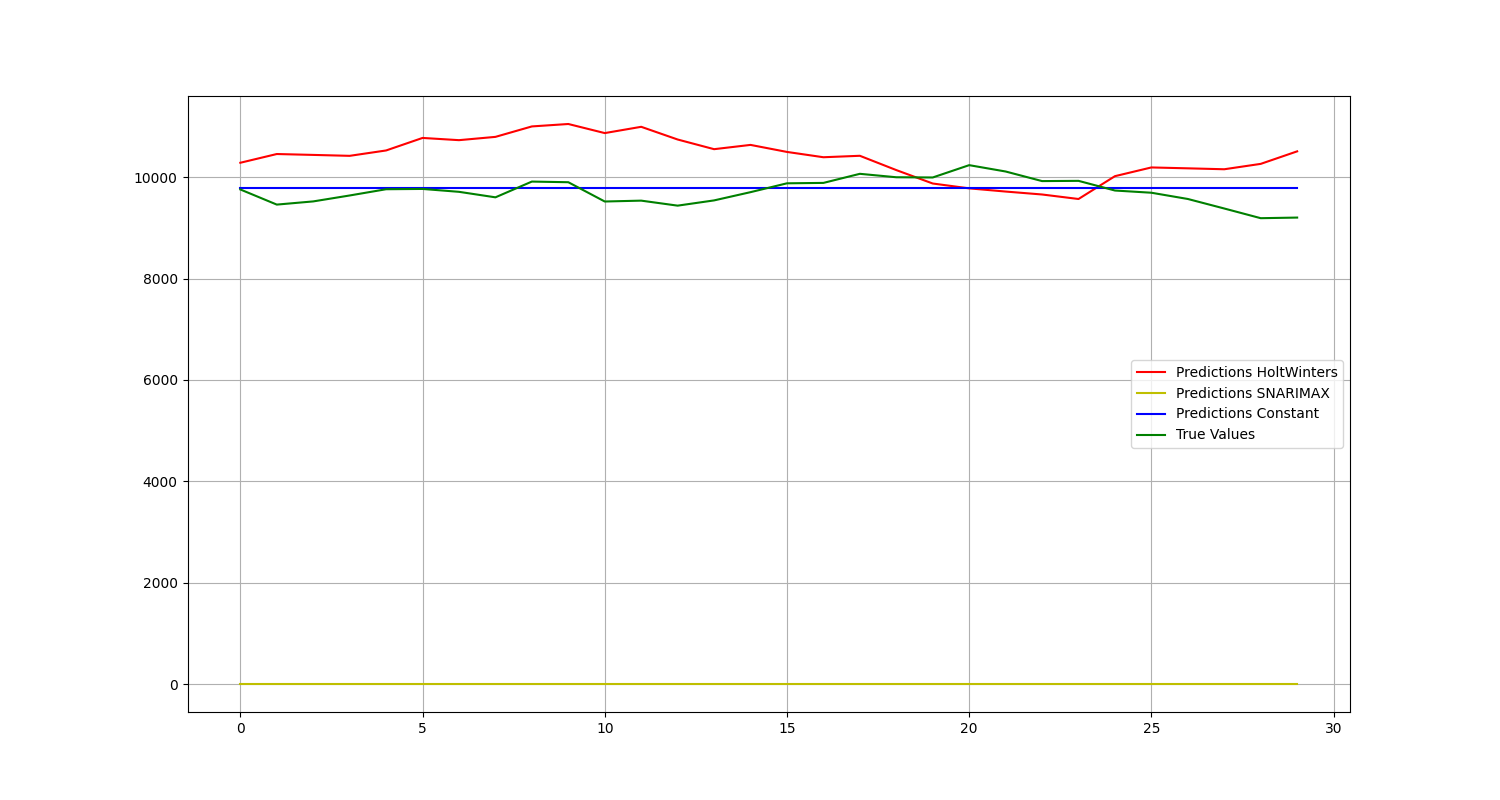 10000
8000
6000
4000
2000
0
0 5 10 15 20 25 30
Predictions HoltWinters
Predictions SNARIMAX
Predictions Constant
True Values